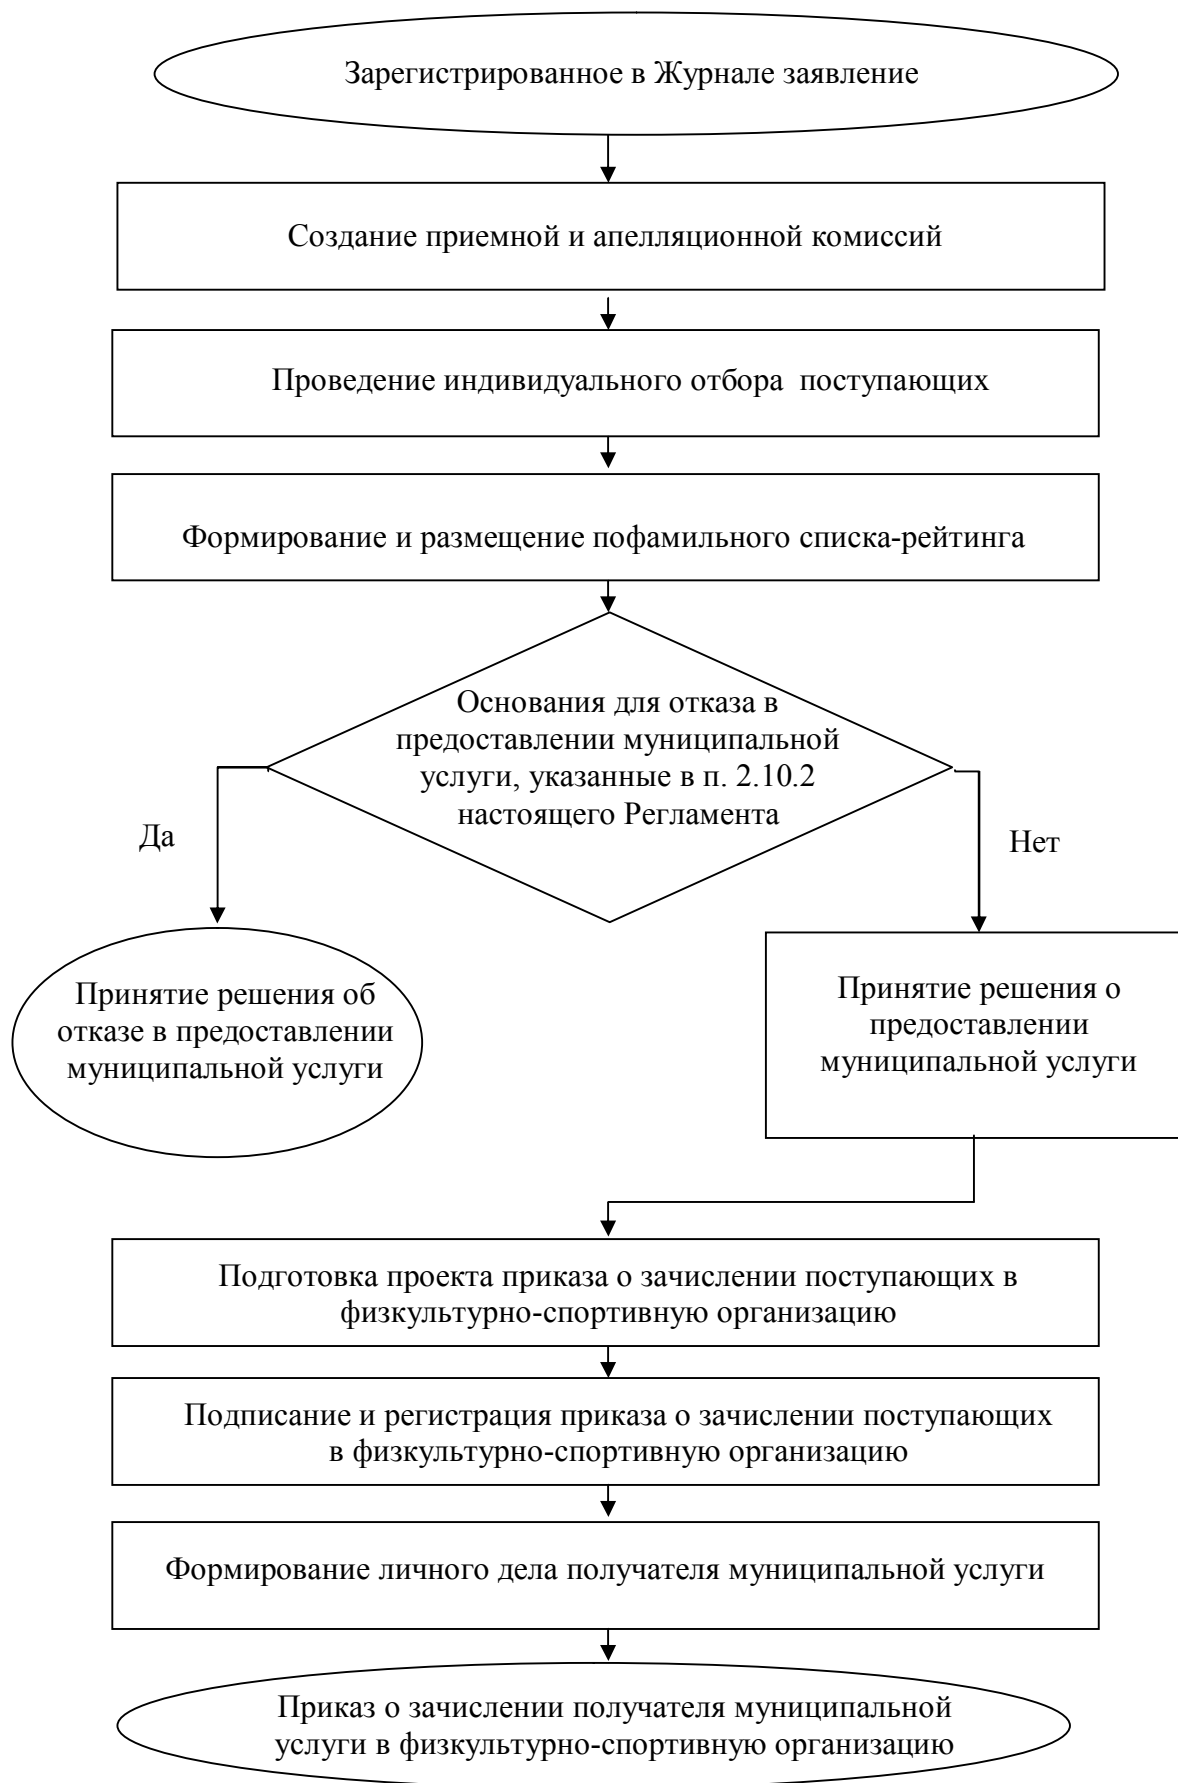 Зарегистрированное в Журнале заявление
Создание приемной и апелляционной комиссий
Проведение индивидуального отбора  поступающих
Формирование и размещение пофамильного списка-рейтинга
Основания для отказа в
предоставлении муниципальной
услуги, указанные в п. 2.10.2
настоящего Регламента
Да
Нет
Принятие решения об
отказе в предоставлении
муниципальной услуги
Принятие решения о
предоставлении
муниципальной услуги
Подготовка проекта приказа о зачислении поступающих в
физкультурно-спортивную организацию
Подписание и регистрация приказа о зачислении поступающих
в физкультурно-спортивную организацию
Формирование личного дела получателя муниципальной услуги
Приказ о зачислении получателя муниципальной
услуги в физкультурно-спортивную организацию